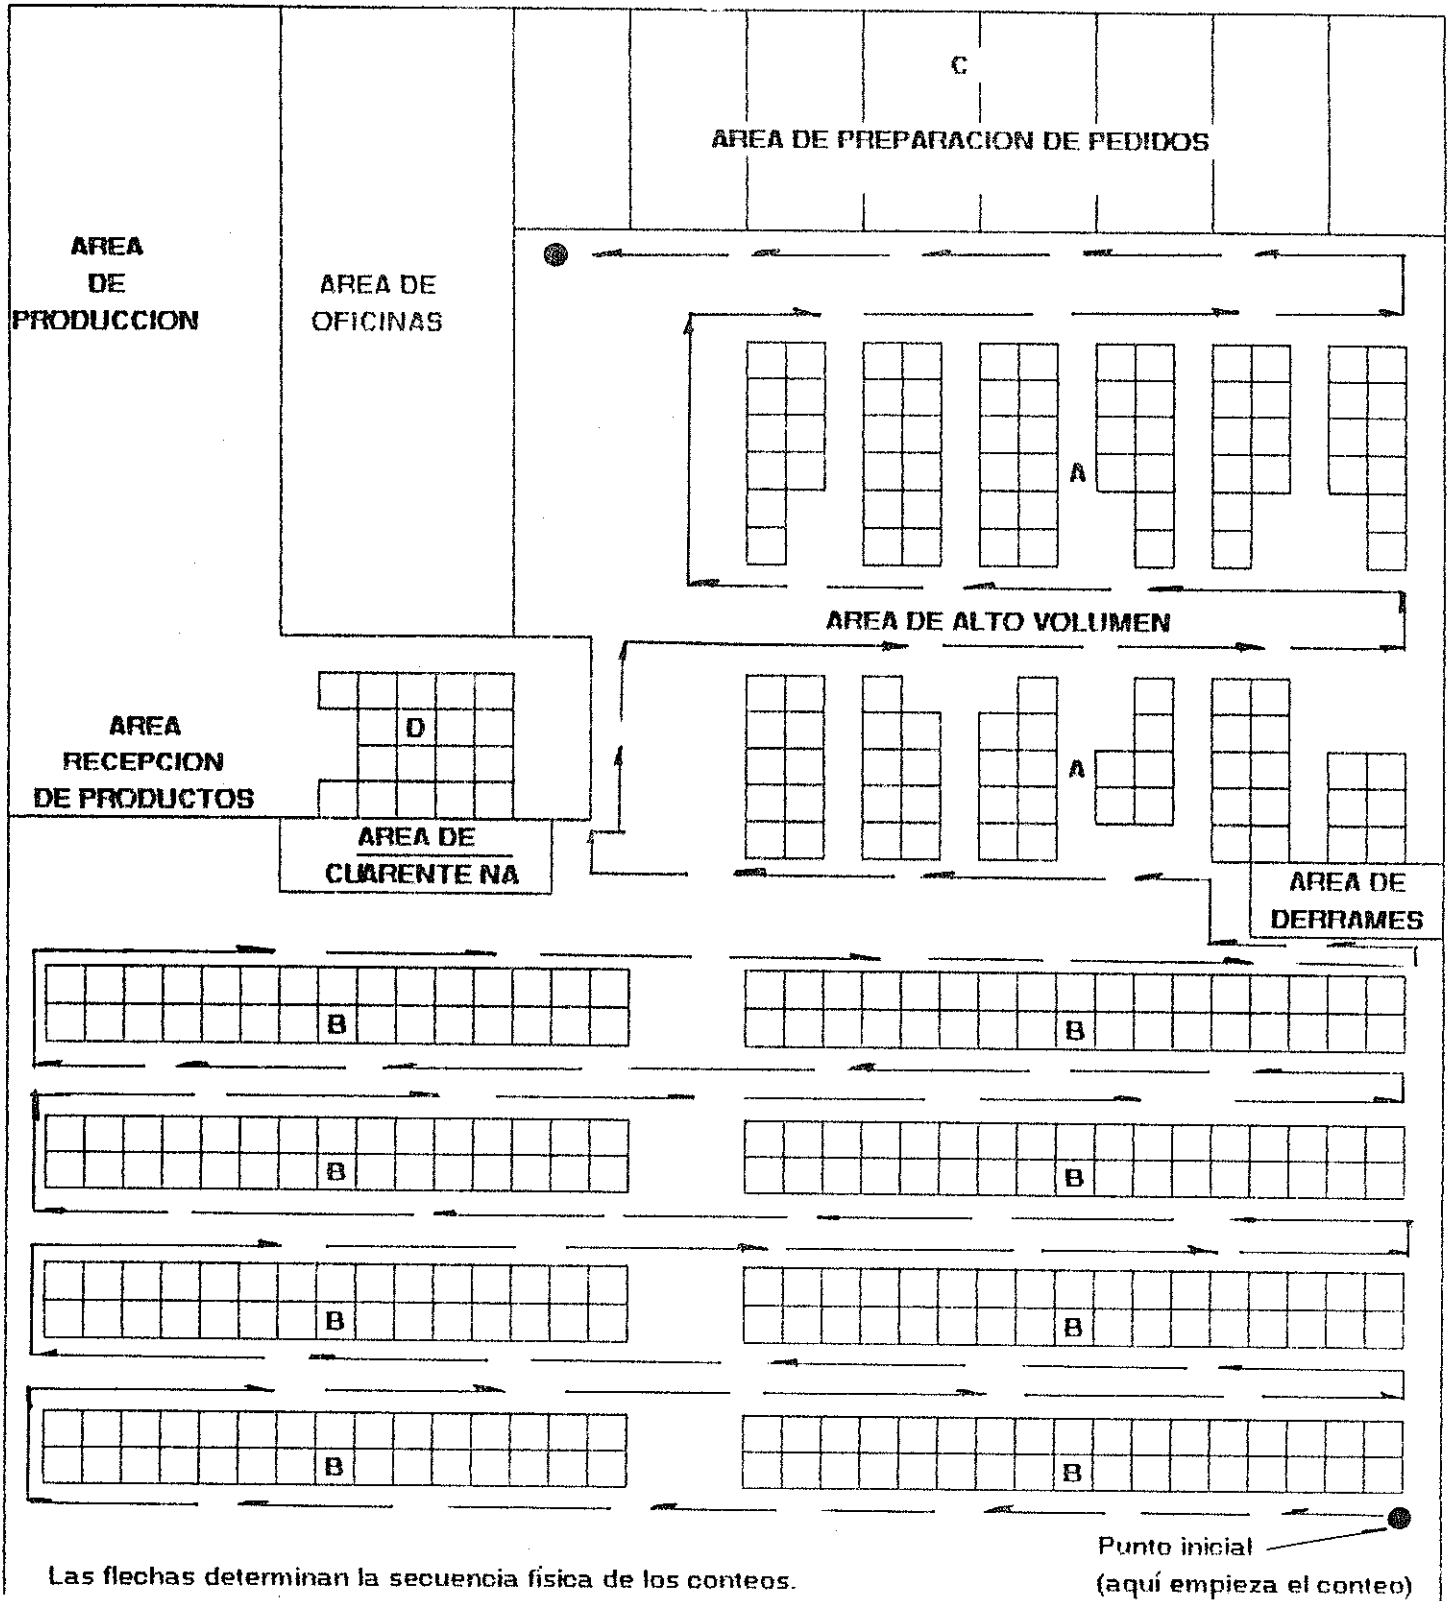 C
AREA DE PREPARACION DE PEDIDOS
AREA
DE
PRODUCCION
AREA DE
OFICINAS
A
AREA DE ALTO VOLUMEN
AREA
RECEPCION
DE PRODUCTOS
D
A
AREA DE
CUARENTE NA
AREA DE
DERRAMES
B
B
B
B
B
B
B
B
Punto inicial
(aquí empieza el conteo)
Las flechas determinan la secuencia física de los conteos.